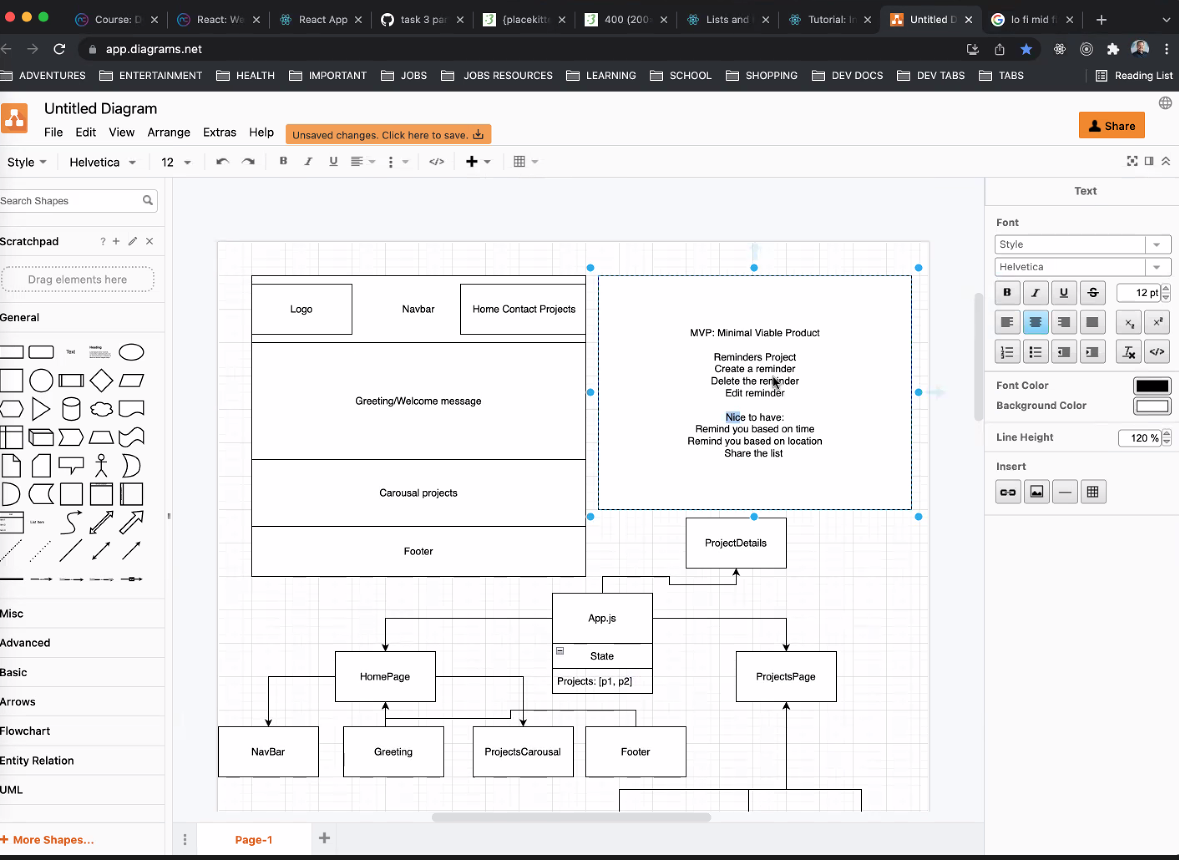 Course: D
React: We
React App
task 3 par
{placekitte
400 (200
Lists and
Tutorial: In
Untitled D
lo fi mid f
app.diagrams.net
ADVENTURES
ENTERTAINMENT
HEALTH
IMPORTANT
JOBS
JOBS RESOURCES
LEARNING
SCHOOL
SHOPPING
DEV DOCS
DEV TABS
TABS
Reading List
Untitled Diagram
File Edit View Arrange Extras Help
Unsaved changes. Click here to save.
Share
Style
Helvetica
12
B I U
Search Shapes
Scratchpad
?
Drag elements here
General
Text
Heading
List Item
Misc
Advanced
Basic
Arrows
Flowchart
Entity Relation
UML
+ More Shapes...
Logo
Navbar
Home Contact Projects
Greeting/Welcome message
Carousal projects
Footer
MVP: Minimal Viable Product
Reminders Project
Create a reminder
Delete the reminder
Edit reminder
Nice to have:
Remind you based on time
Remind you based on location
Share the list
ProjectDetails
App.js
State
Projects: [p1, p2]
HomePage
ProjectsPage
NavBar
Greeting
ProjectsCarousal
Footer
Page-1
Text
Font
Style
Helvetica
B I U S
12 pt
Font Color
Background Color
Line Height
120 %
Insert